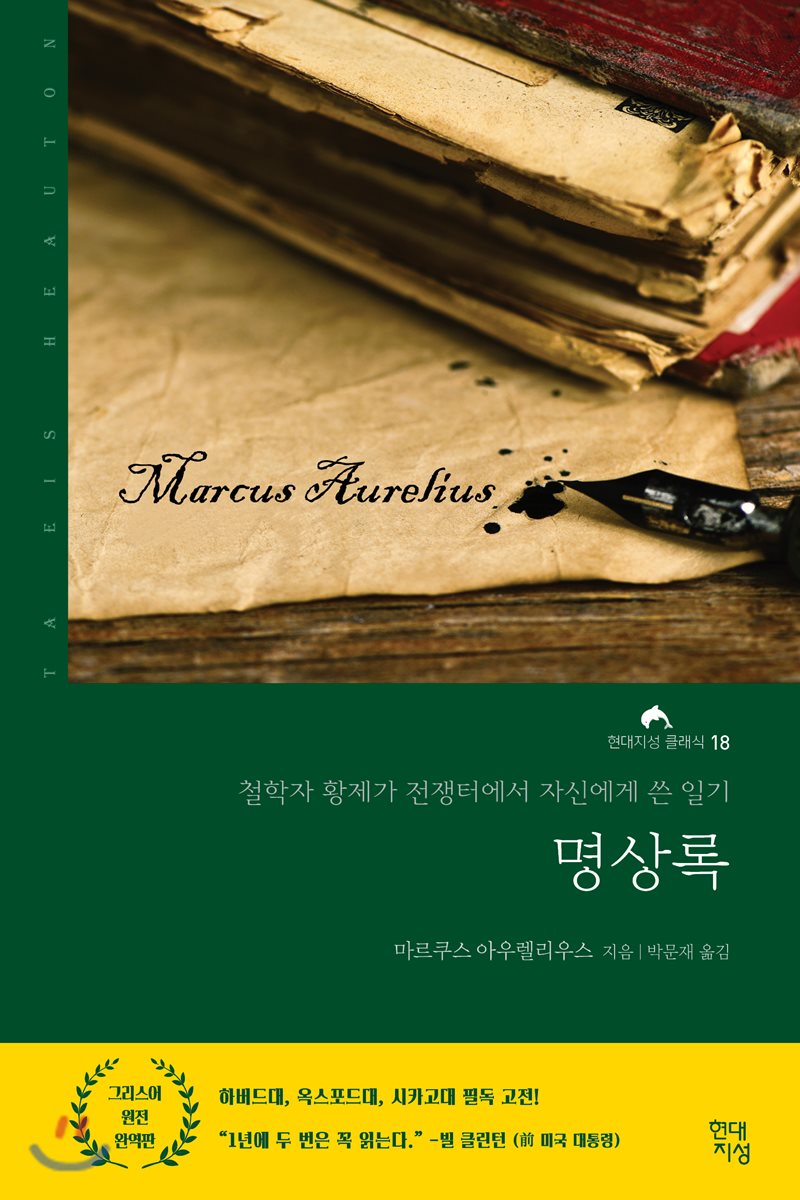 TA EIS HEAUTON
Marcus Aurelius
현대지성 클래식 18
철학자 황제가 전쟁터에서 자신에게 쓴 일기
명상록
마르쿠스 아우렐리우스 지음 | 박문재 옮김
그리스어
원전
완역판
하버드대, 옥스포드대, 시카고대 필독 고전!
“1년에 두 번은 꼭 읽는다.” –빌 클린턴 (前 미국 대통령)
현대
지성